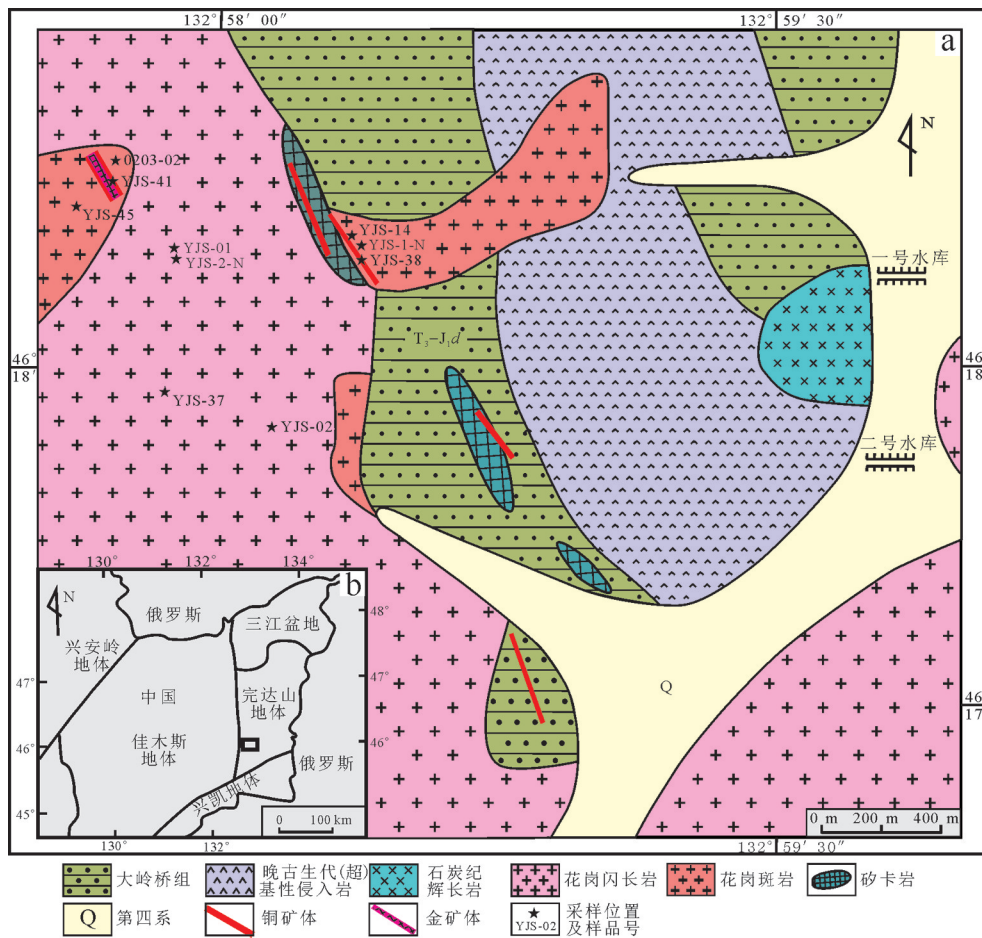 132° 58′ 00″
132° 59′ 30″
a
N
0203-02
YJS-41
YJS-45
YJS-01
YJS-2-N
YJS-14
YJS-1-N
YJS-38
一号水库
T₃-J₁d
46°
18′
46°
18′
YJS-37
YJS-02
二号水库
130° 132° 134°
b
N
俄罗斯
三江盆地
48°
兴安岭
地体
47°
中国
完达山
地体
47°
Q
46°
17′
佳木斯
地体
46°
46°
俄罗斯
兴凯地体
45°
0 100 km
0 m 200 m 400 m
130° 132° 134°
132° 59′ 30″
大岭桥组
晚古生代(超)
基性侵入岩
石炭纪
辉长岩
花岗闪长岩
花岗斑岩
矽卡岩
Q
第四系
铜矿体
金矿体
YJS-02
采样位置
及样品号